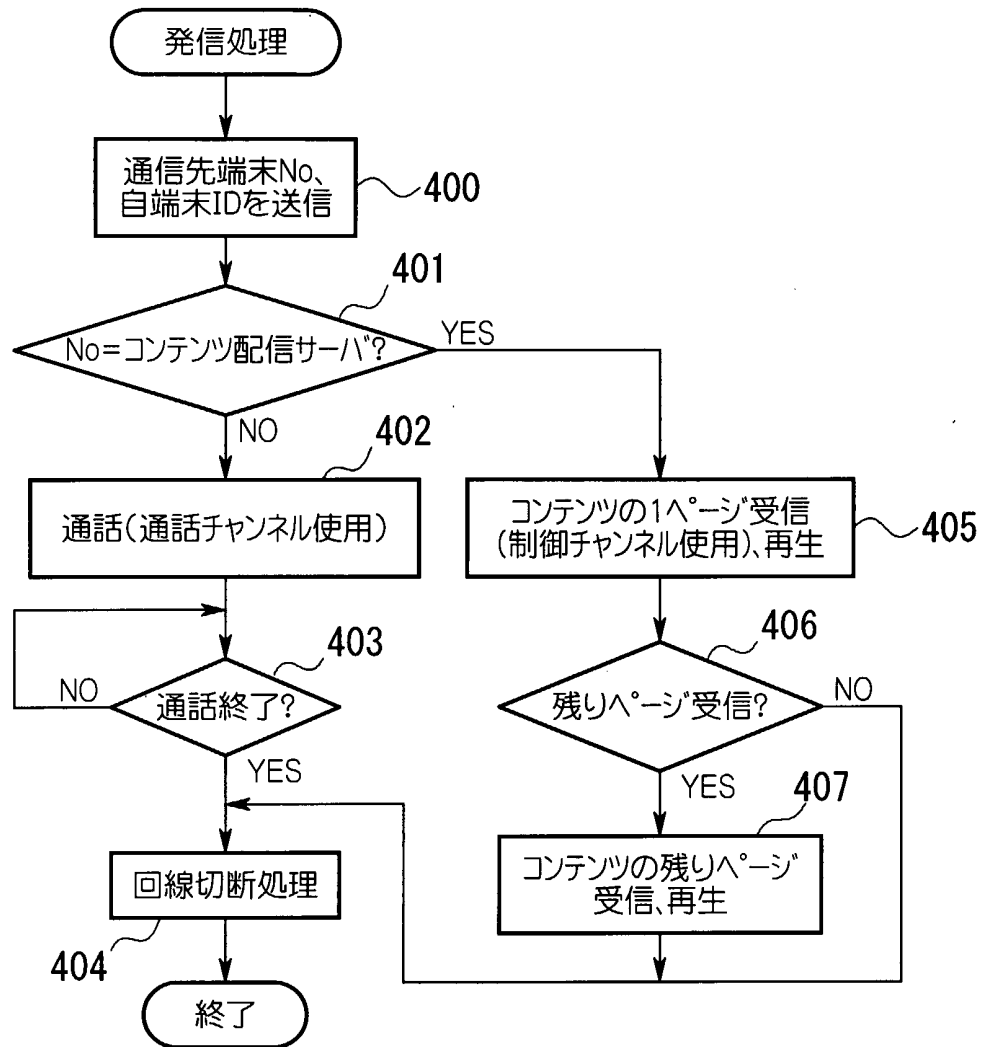 発信処理
通信先端末No、
自端末IDを送信
400
401
No=コンテンツ配信サーバ?
YES
NO
402
通話(通話チャンネル使用)
コンテンツの1ページ受信
(制御チャンネル使用)、再生
405
403
通話終了?
NO
YES
406
残りページ受信?
NO
YES
407
回線切断処理
404
コンテンツの残りページ
受信、再生
終了